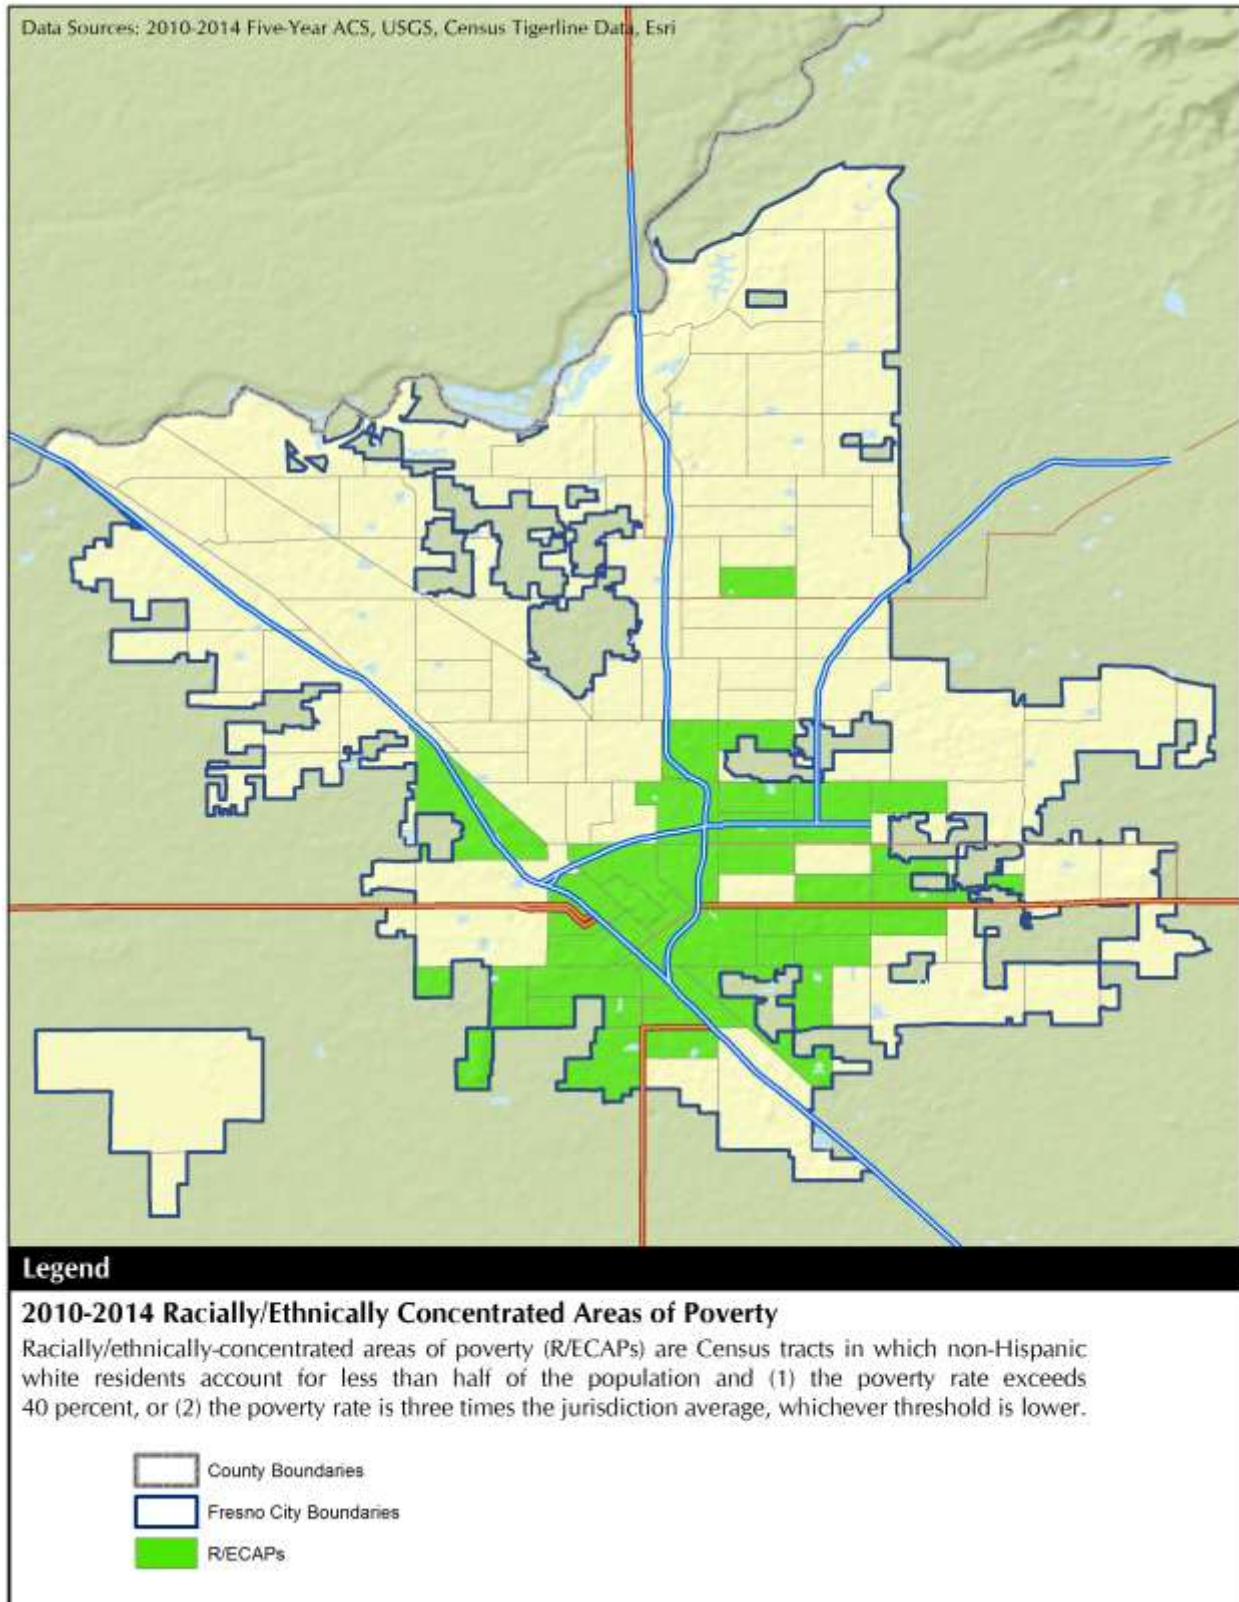 Data Sources: 2010-2014 Five-Year ACS, USGS, Census Tigerline Data, Esri
Legend
2010-2014 Racially/Ethnically Concentrated Areas of Poverty
Racially/ethnically-concentrated areas of poverty (R/ECAPs) are Census tracts in which non-Hispanic
white residents account for less than half of the population and (1) the poverty rate exceeds
40 percent, or (2) the poverty rate is three times the jurisdiction average, whichever threshold is lower.
County Boundaries
Fresno City Boundaries
R/ECAPs